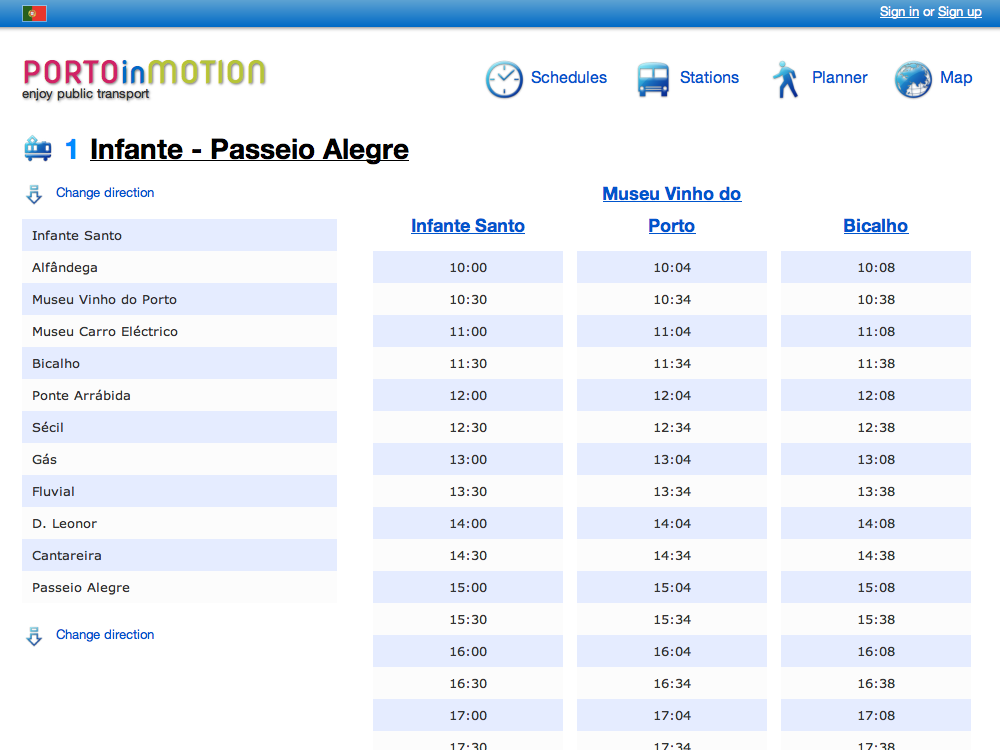 Sign in or Sign up
PORTOinMOTION
enjoy public transport
Schedules
Stations
Planner
Map
1 Infante - Passeio Alegre
Change direction
Infante Santo
Alfândega
Museu Vinho do Porto
Museu Carro Eléctrico
Bicalho
Ponte Arrábida
Sécil
Gás
Fluvial
D. Leonor
Cantareira
Passeio Alegre
Change direction
Infante Santo
Museu Vinho do
Porto
Bicalho
10:00 10:04 10:08
10:30 10:34 10:38
11:00 11:04 11:08
11:30 11:34 11:38
12:00 12:04 12:08
12:30 12:34 12:38
13:00 13:04 13:08
13:30 13:34 13:38
14:00 14:04 14:08
14:30 14:34 14:38
15:00 15:04 15:08
15:30 15:34 15:38
16:00 16:04 16:08
16:30 16:34 16:38
17:00 17:04 17:08
17:30 17:34 17:38